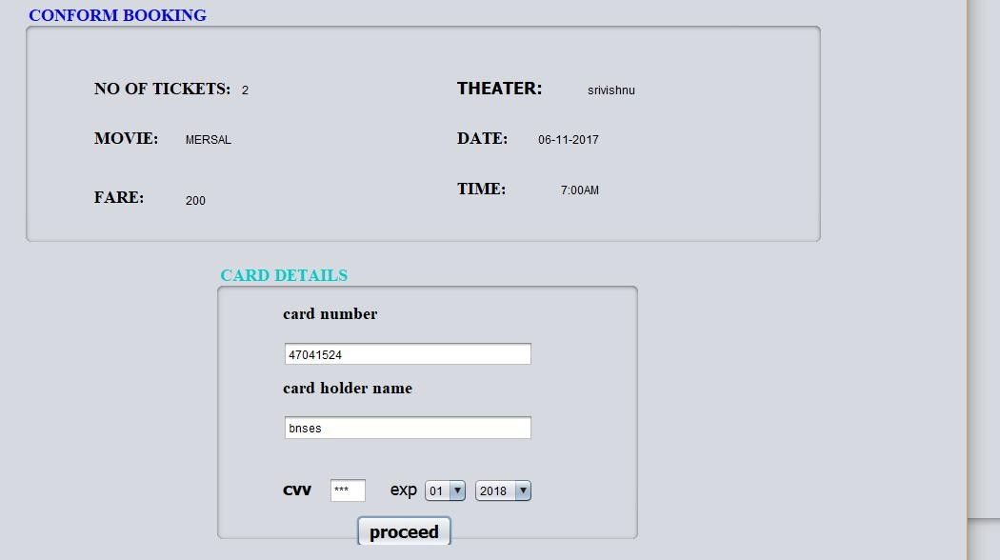 CONFORM BOOKING
NO OF TICKETS: 2 THEATER: srivishnu
MOVIE: MERSAL DATE: 06-11-2017
FARE: 200 TIME: 7:00AM
CARD DETAILS
card number
47041524
card holder name
bnses
cvv *** exp 01 2018
proceed